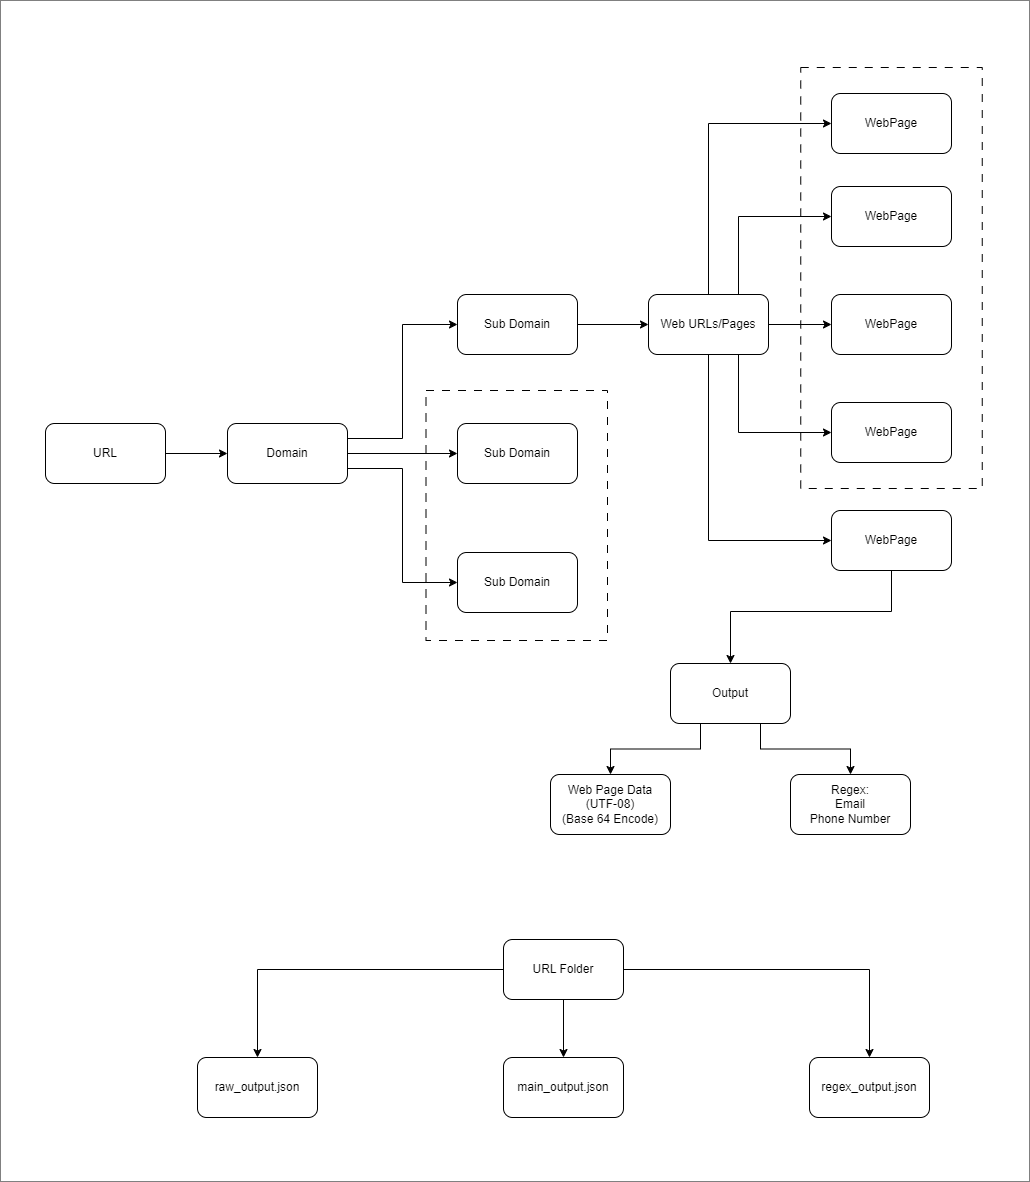 WebPage
WebPage
Sub Domain
Web URLs/Pages
WebPage
URL
Domain
Sub Domain
WebPage
Sub Domain
WebPage
Output
Web Page Data
(UTF-08)
(Base 64 Encode)
Regex:
Email
Phone Number
URL Folder
raw_output.json
main_output.json
regex_output.json